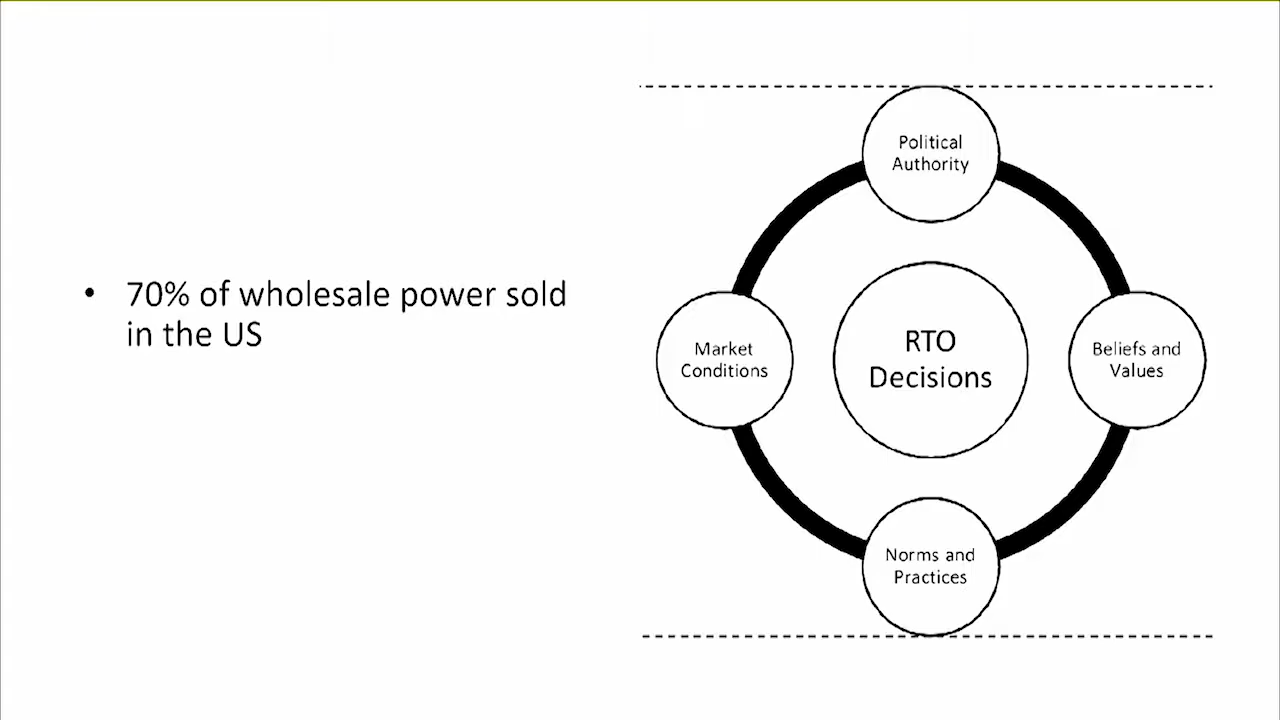 • 70% of wholesale power sold
in the US
Political
Authority
Market
Conditions
RTO
Decisions
Beliefs and
Values
Norms and
Practices